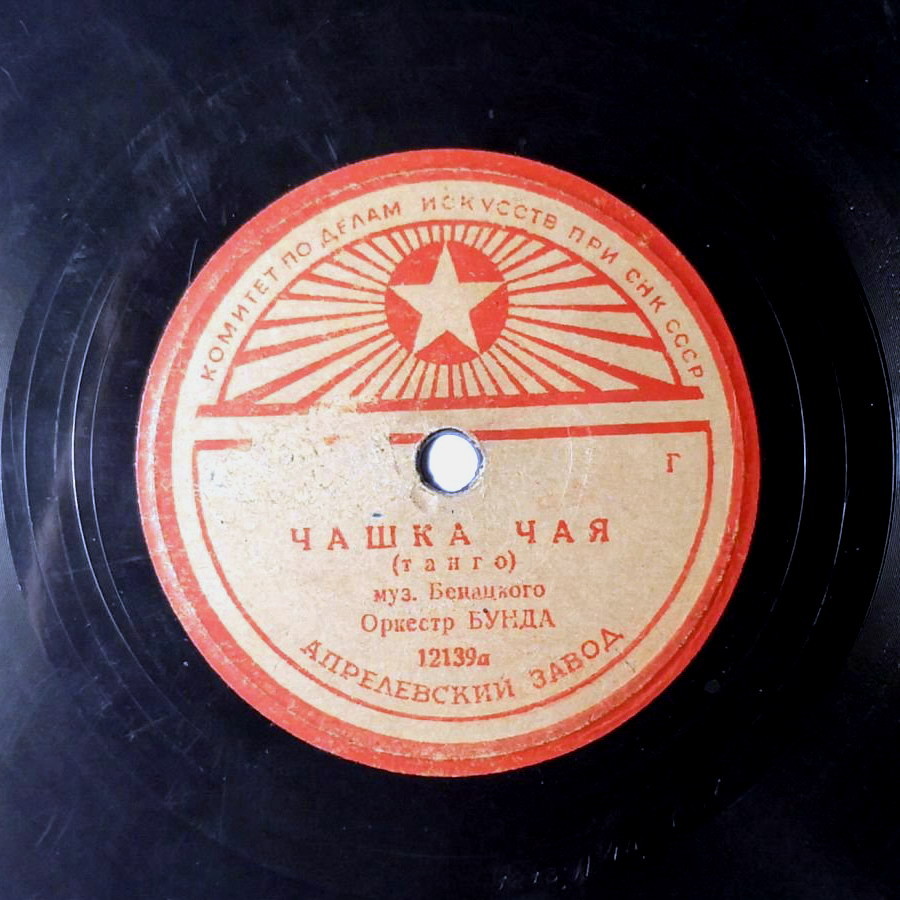 КОМИТЕТ ПО ДЕЛАМ ИСКУССТВ ПРИ СНК СССР
Г
ЧАШКА ЧАЯ
(танго)
муз. Бенацкого
Оркестр БУНДА
12139а
АПРЕЛЕВСКИЙ ЗАВОД